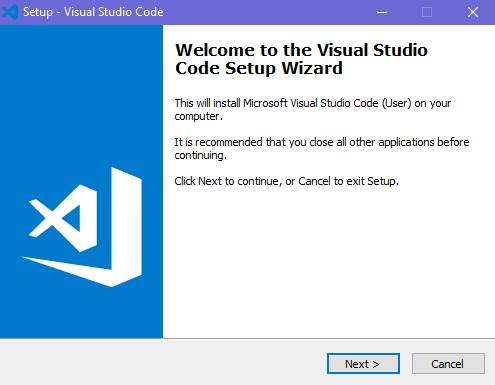 Setup - Visual Studio Code
Welcome to the Visual Studio
Code Setup Wizard
This will install Microsoft Visual Studio Code (User) on your
computer.
It is recommended that you close all other applications before
continuing.
Click Next to continue, or Cancel to exit Setup.
Next >
Cancel